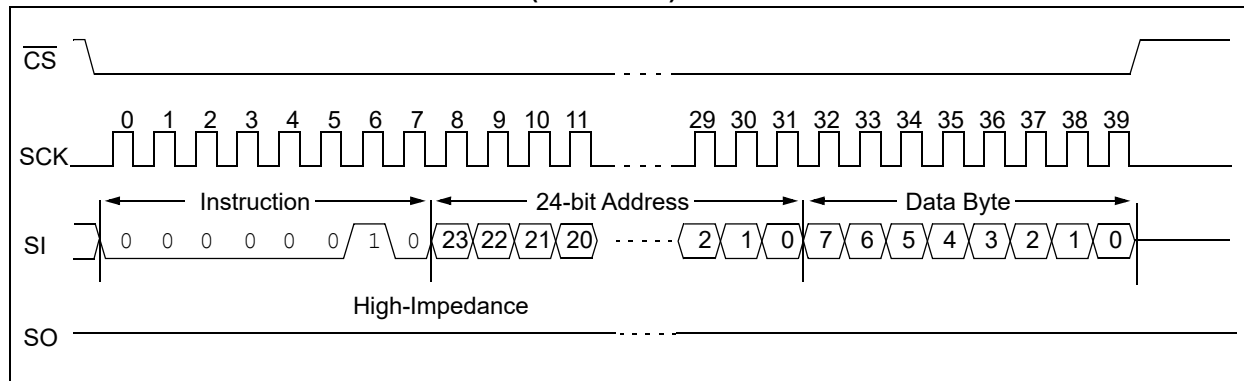 CS
0 1 2 3 4 5 6 7 8 9 10 11 29 30 31 32 33 34 35 36 37 38 39
SCK
Instruction 24-bit Address Data Byte
SI 0 0 0 0 0 0 1 0 23 22 21 20 2 1 0 7 6 5 4 3 2 1 0
High-Impedance
SO